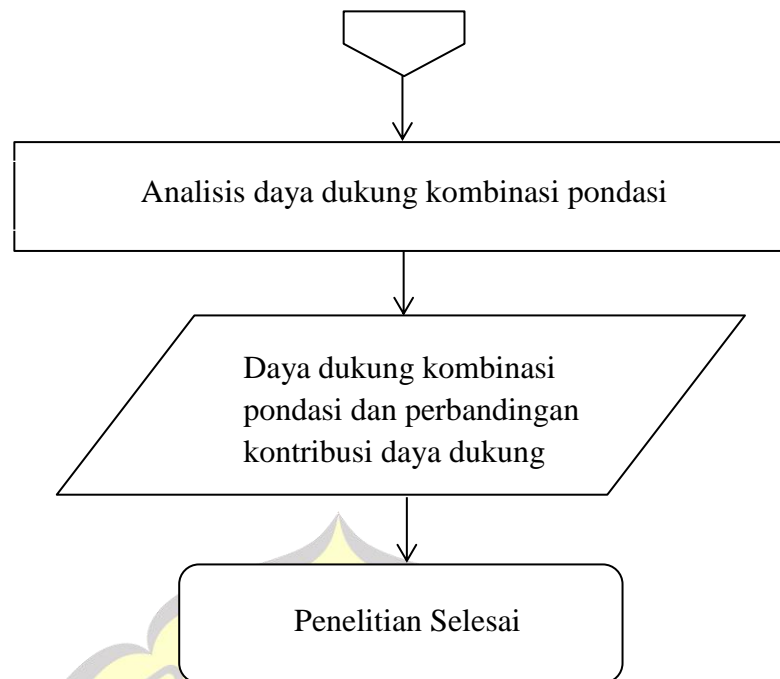 Analisis daya dukung kombinasi pondasi
Daya dukung kombinasi
pondasi dan perbandingan
kontribusi daya dukung
Penelitian Selesai